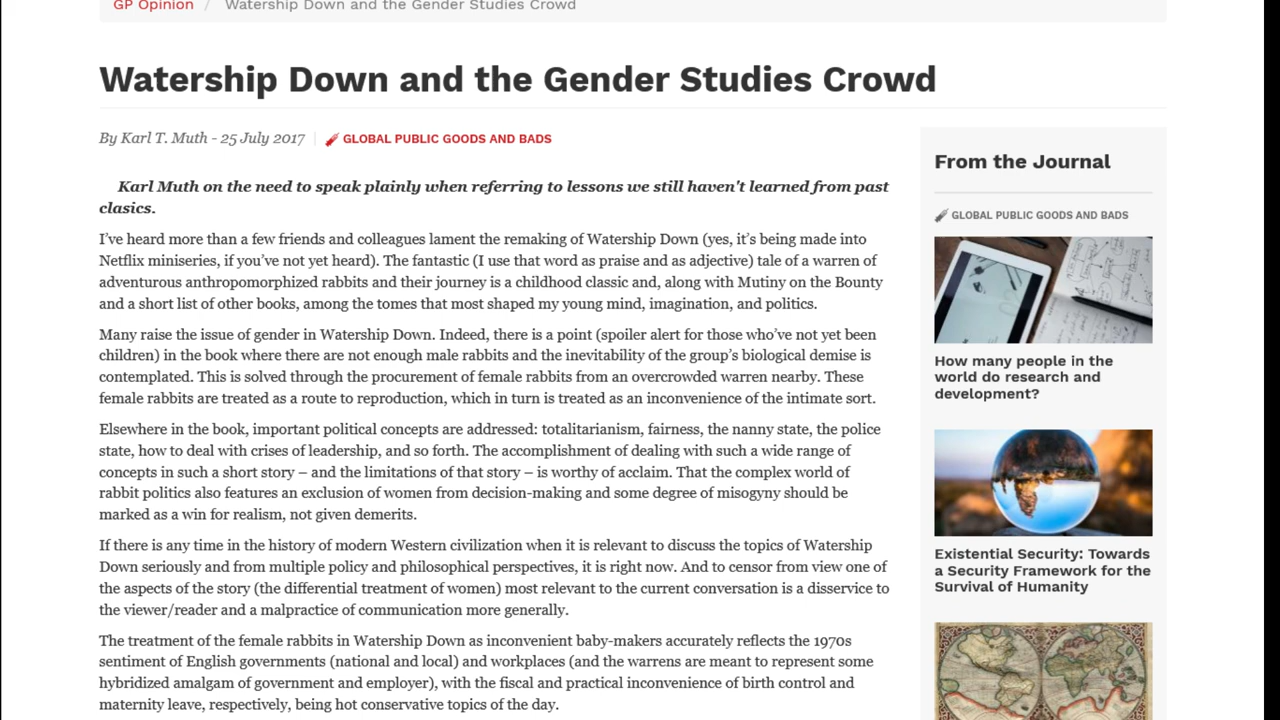 GP Opinion / Watership Down and the Gender Studies Crowd
Watership Down and the Gender Studies Crowd
By Karl T. Muth - 25 July 2017 | GLOBAL PUBLIC GOODS AND BADS
Karl Muth on the need to speak plainly when referring to lessons we still haven't learned from past
clasics.
I’ve heard more than a few friends and colleagues lament the remaking of Watership Down (yes, it’s being made into
Netflix miniseries, if you’ve not yet heard). The fantastic (I use that word as praise and as adjective) tale of a warren of
adventurous anthropomorphized rabbits and their journey is a childhood classic and, along with Mutiny on the Bounty
and a short list of other books, among the tomes that most shaped my young mind, imagination, and politics.
Many raise the issue of gender in Watership Down. Indeed, there is a point (spoiler alert for those who’ve not yet been
children) in the book where there are not enough male rabbits and the inevitability of the group’s biological demise is
contemplated. This is solved through the procurement of female rabbits from an overcrowded warren nearby. These
female rabbits are treated as a route to reproduction, which in turn is treated as an inconvenience of the intimate sort.
Elsewhere in the book, important political concepts are addressed: totalitarianism, fairness, the nanny state, the police
state, how to deal with crises of leadership, and so forth. The accomplishment of dealing with such a wide range of
concepts in such a short story – and the limitations of that story – is worthy of acclaim. That the complex world of
rabbit politics also features an exclusion of women from decision-making and some degree of misogyny should be
marked as a win for realism, not given demerits.
If there is any time in the history of modern Western civilization when it is relevant to discuss the topics of Watership
Down seriously and from multiple policy and philosophical perspectives, it is right now. And to censor from view one of
the aspects of the story (the differential treatment of women) most relevant to the current conversation is a disservice to
the viewer/reader and a malpractice of communication more generally.
The treatment of the female rabbits in Watership Down as inconvenient baby-makers accurately reflects the 1970s
sentiment of English governments (national and local) and workplaces (and the warrens are meant to represent some
hybridized amalgam of government and employer), with the fiscal and practical inconvenience of birth control and
maternity leave, respectively, being hot conservative topics of the day.
From the Journal
GLOBAL PUBLIC GOODS AND BADS
How many people in the
world do research and
development?
Existential Security: Towards
a Security Framework for the
Survival of Humanity